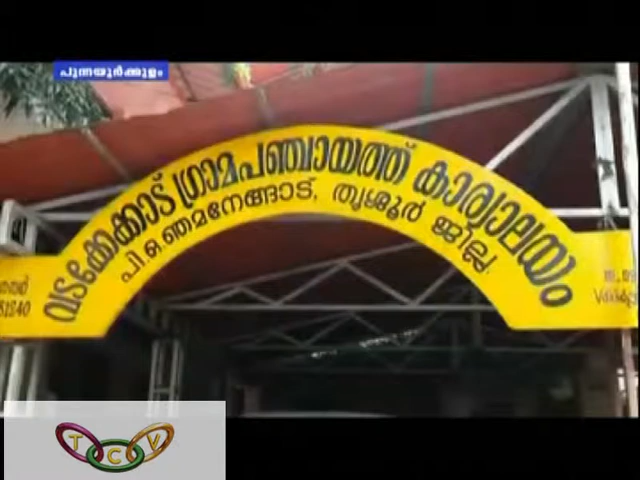 പുന്നയൂർക്കുളം
വടക്കേക്കാട് ഗ്രാമപഞ്ചായത്ത് കാര്യാലയം
പി.ഒ.ഞമനേങ്ങാട്, തൃശൂർ ജില്ല.
TCV